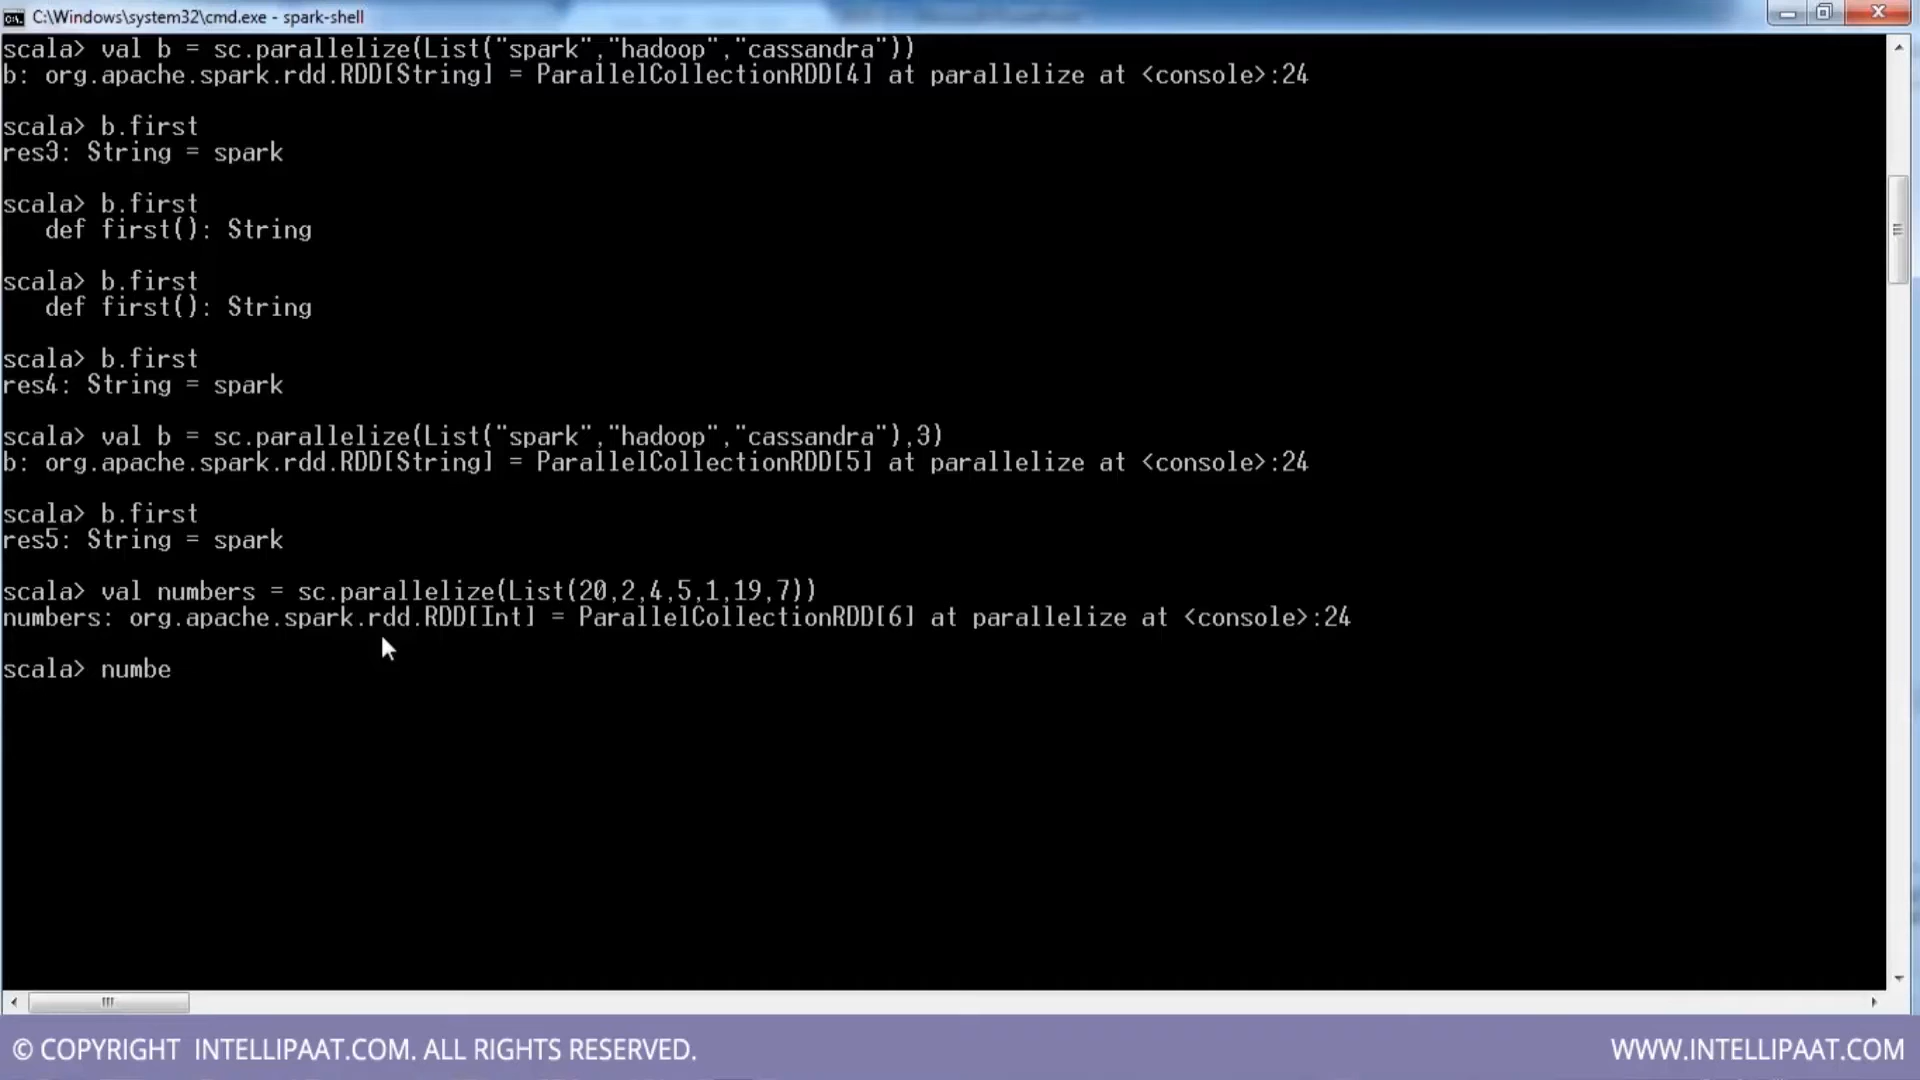 C:\Windows\system32\cmd.exe - spark-shell
scala> val b = sc.parallelize(List("spark","hadoop","cassandra"))
b: org.apache.spark.rdd.RDD[String] = ParallelCollectionRDD[4] at parallelize at <console>:24
scala> b.first
res3: String = spark
scala> b.first
def first(): String
scala> b.first
def first(): String
scala> b.first
res4: String = spark
scala> val b = sc.parallelize(List("spark","hadoop","cassandra"),3)
b: org.apache.spark.rdd.RDD[String] = ParallelCollectionRDD[5] at parallelize at <console>:24
scala> b.first
res5: String = spark
scala> val numbers = sc.parallelize(List(20,2,4,5,1,19,7))
numbers: org.apache.spark.rdd.RDD[Int] = ParallelCollectionRDD[6] at parallelize at <console>:24
scala> numbe
© COPYRIGHT INTELLIPAAT.COM. ALL RIGHTS RESERVED.
WWW.INTELLIPAAT.COM